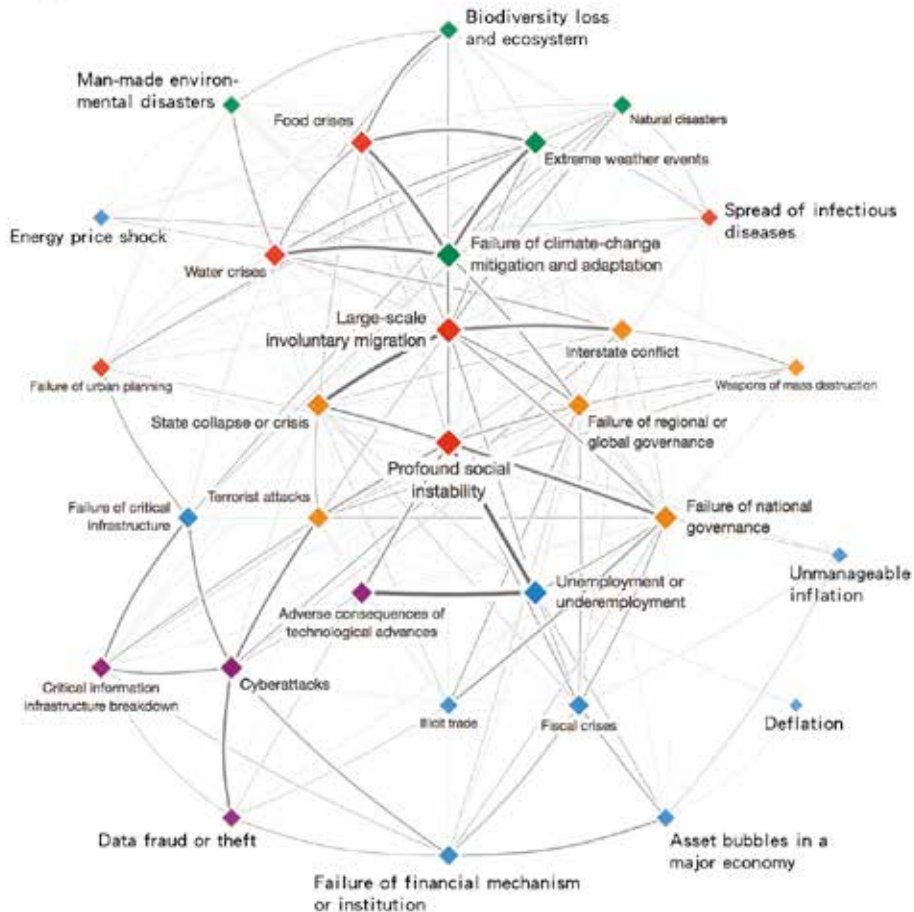 Biodiversity loss
and ecosystem
Man-made environ-
mental disasters
Food crises
Natural disasters
Extreme weather events
Energy price shock
Spread of infectious
diseases
Water crises
Failure of climate-change
mitigation and adaptation
Large-scale
involuntary migration
Interstate conflict
Failure of urban planning
Weapons of mass destruction
State collapse or crisis
Failure of regional or
global governance
Profound social
instability
Failure of critical
infrastructure
Terrorist attacks
Failure of national
governance
Unmanageable
inflation
Unemployment or
underemployment
Adverse consequences of
technological advances
Critical information
infrastructure breakdown
Cyberattacks
Illicit trade
Fiscal crises
Deflation
Data fraud or theft
Asset bubbles in a
major economy
Failure of financial mechanism
or institution